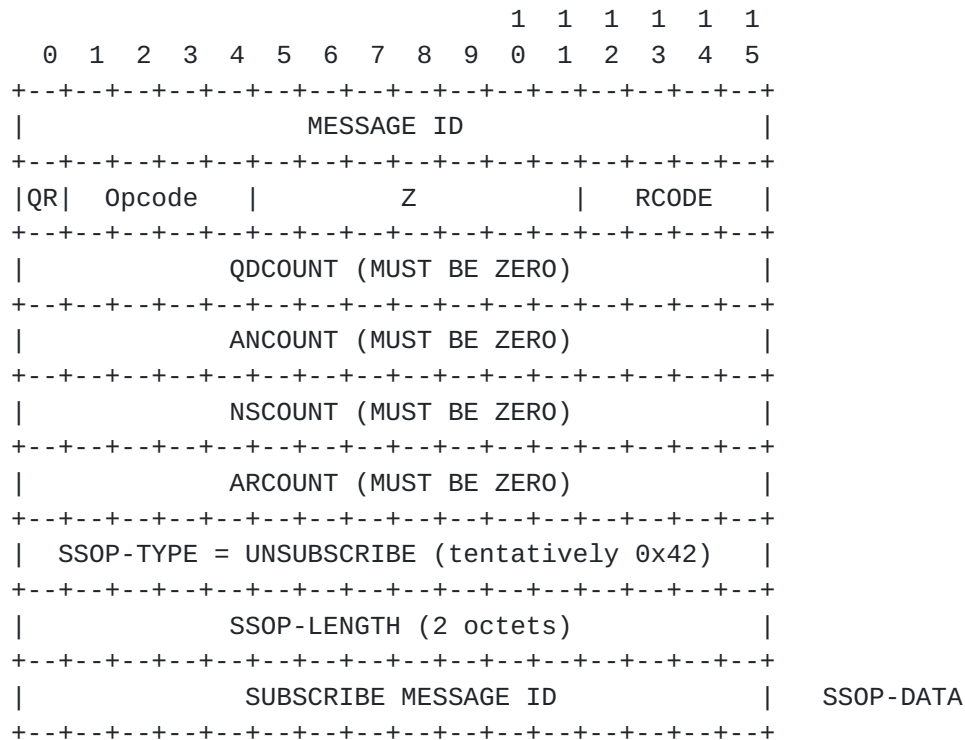 1  1  1  1  1  1
   0  1  2  3  4  5  6  7  8  9  0  1  2  3  4  5
 +--+--+--+--+--+--+--+--+--+--+--+--+--+--+--+--+
 |                  MESSAGE ID                   |
 +--+--+--+--+--+--+--+--+--+--+--+--+--+--+--+--+
 |QR|  Opcode   |         Z          |   RCODE   |
 +--+--+--+--+--+--+--+--+--+--+--+--+--+--+--+--+
 |             QDCOUNT (MUST BE ZERO)            |
 +--+--+--+--+--+--+--+--+--+--+--+--+--+--+--+--+
 |             ANCOUNT (MUST BE ZERO)            |
 +--+--+--+--+--+--+--+--+--+--+--+--+--+--+--+--+
 |             NSCOUNT (MUST BE ZERO)            |
 +--+--+--+--+--+--+--+--+--+--+--+--+--+--+--+--+
 |             ARCOUNT (MUST BE ZERO)            |
 +--+--+--+--+--+--+--+--+--+--+--+--+--+--+--+--+
 |  SSOP-TYPE = UNSUBSCRIBE (tentatively 0x42)   |
 +--+--+--+--+--+--+--+--+--+--+--+--+--+--+--+--+
 |             SSOP-LENGTH (2 octets)            |
 +--+--+--+--+--+--+--+--+--+--+--+--+--+--+--+--+
 |              SUBSCRIBE MESSAGE ID             |   SSOP-DATA
 +--+--+--+--+--+--+--+--+--+--+--+--+--+--+--+--+